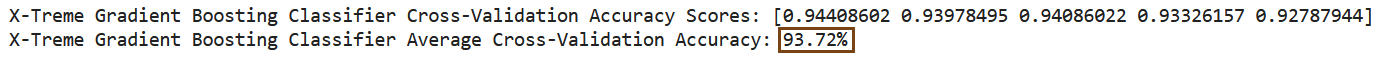 X-Treme Gradient Boosting Classifier Cross-Validation Accuracy Scores: [0.94408602 0.93978495 0.94086022 0.93326157 0.92787944]
X-Treme Gradient Boosting Classifier Average Cross-Validation Accuracy: 93.72%